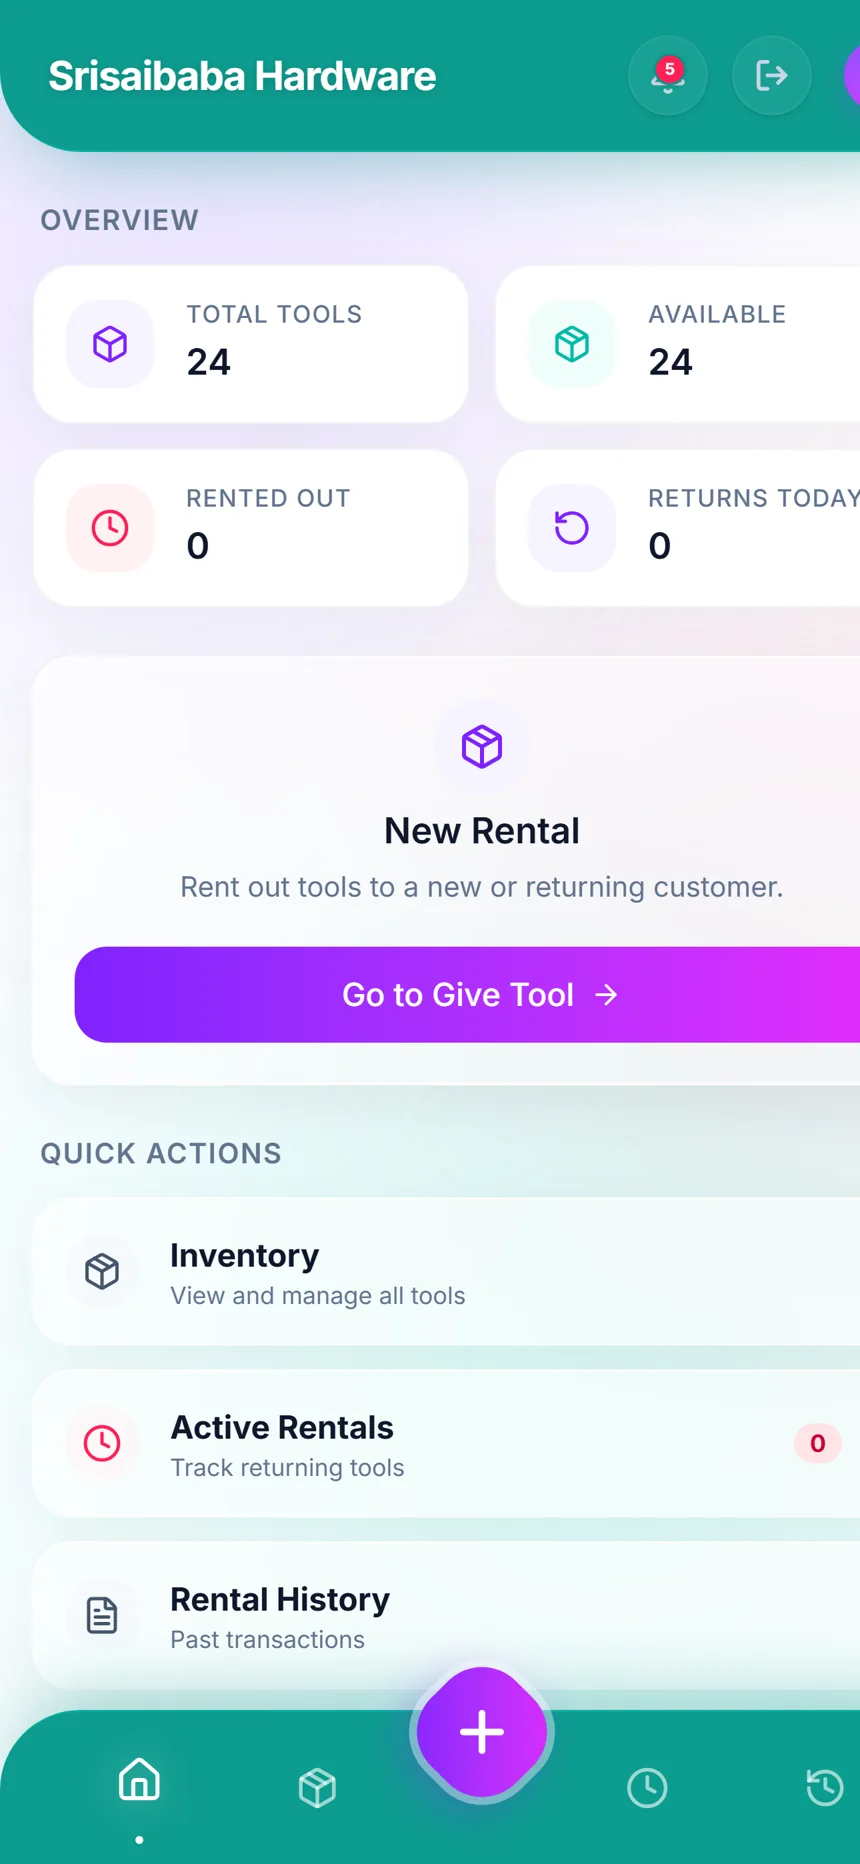 Srisaibaba Hardware
5
OVERVIEW
TOTAL TOOLS
24
AVAILABLE
24
RENTED OUT
0
RETURNS TODAY
0
New Rental
Rent out tools to a new or returning customer.
Go to Give Tool →
QUICK ACTIONS
Inventory
View and manage all tools
Active Rentals
Track returning tools
0
Rental History
Past transactions